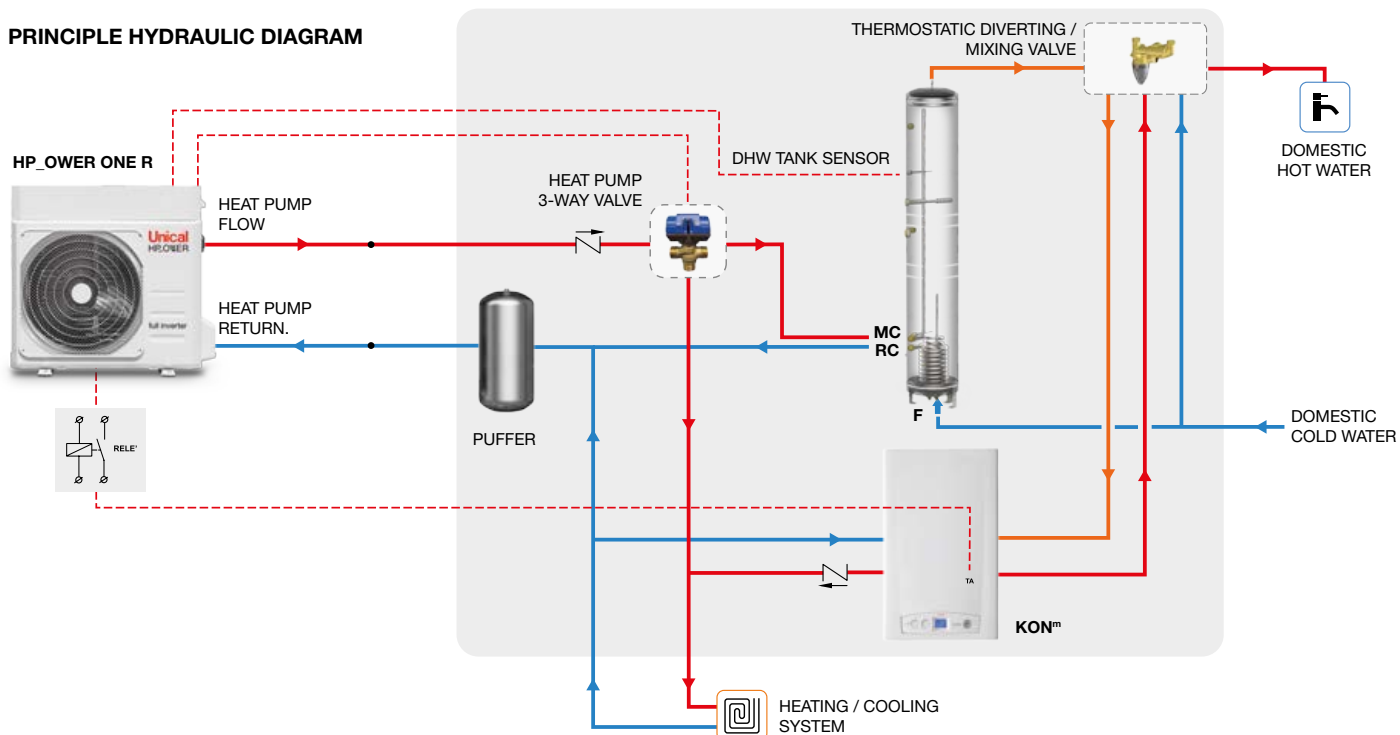 PRINCIPLE HYDRAULIC DIAGRAM
THERMOSTATIC DIVERTING /
MIXING VALVE
HP_OWER ONE R
DHW TANK SENSOR
DOMESTIC
HOT WATER
HEAT PUMP
3-WAY VALVE
HEAT PUMP
FLOW
Unical
HP_OWER
HEAT PUMP
RETURN.
full inverter
MC
RC
F
PUFFER
DOMESTIC
COLD WATER
RELE'
TA
KONᵐ
HEATING / COOLING
SYSTEM